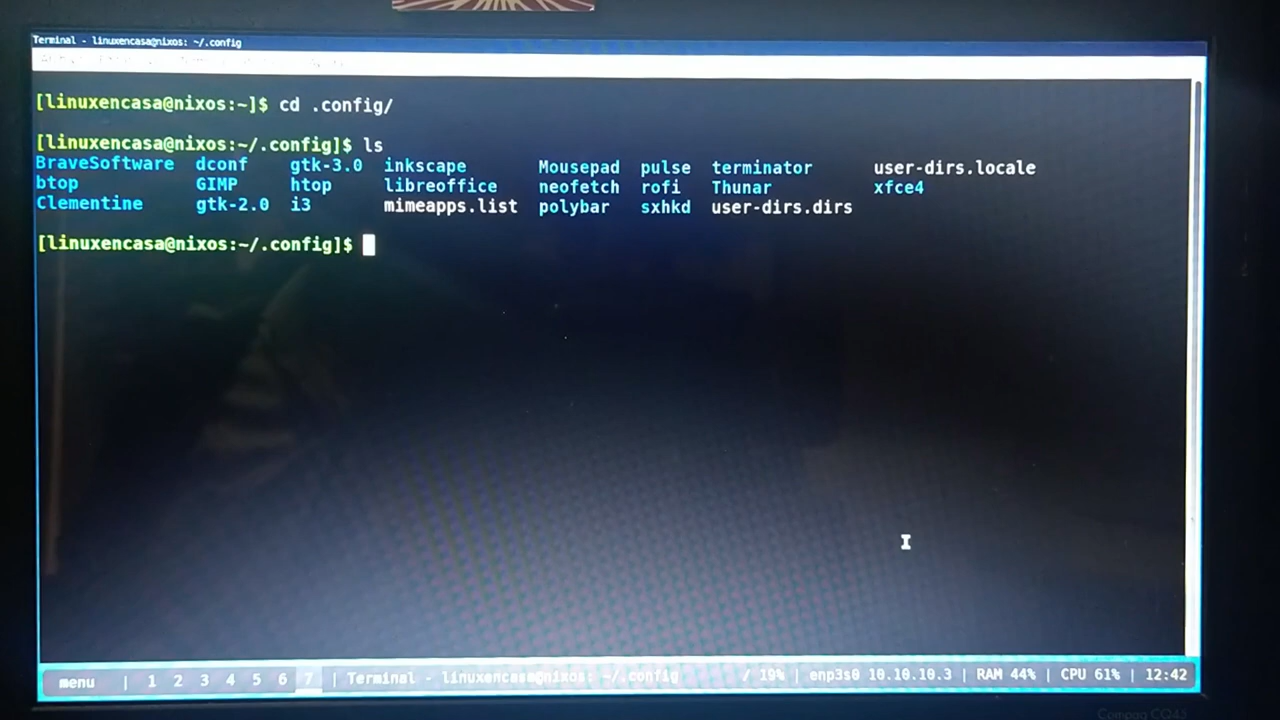 Terminal - linuxencasa@nixos: ~/.config
[linuxencasa@nixos:~]$ cd .config/
[linuxencasa@nixos:~/.config]$ ls
BraveSoftware dconf gtk-3.0 inkscape Mousepad pulse terminator user-dirs.locale
btop GIMP htop libreoffice neofetch rofi Thunar xfce4
Clementine gtk-2.0 i3 mimeapps.list polybar sxhkd user-dirs.dirs
[linuxencasa@nixos:~/.config]$
menu | 1 2 3 4 5 6 7 | Terminal - linuxencasa@nixos: ~/.config / 19% | enp3s0 10.10.10.3 | RAM 44% | CPU 61% | 12:42
Compaq